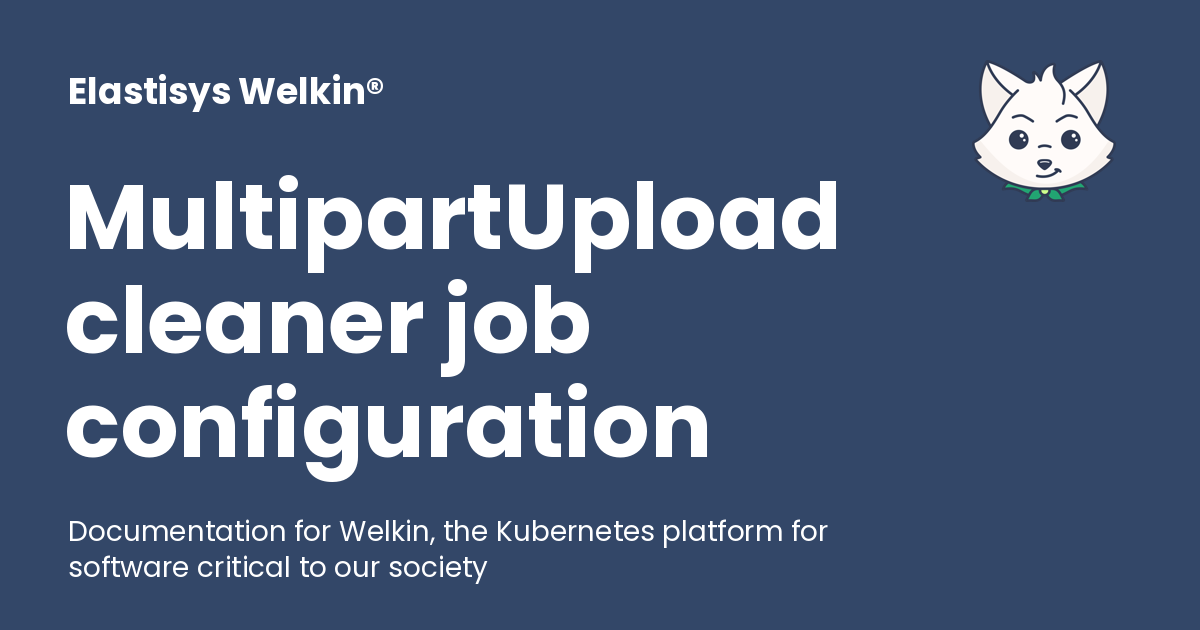 Elastisys Welkin®
MultipartUpload
cleaner job
configuration
Documentation for Welkin, the Kubernetes platform for
software critical to our society